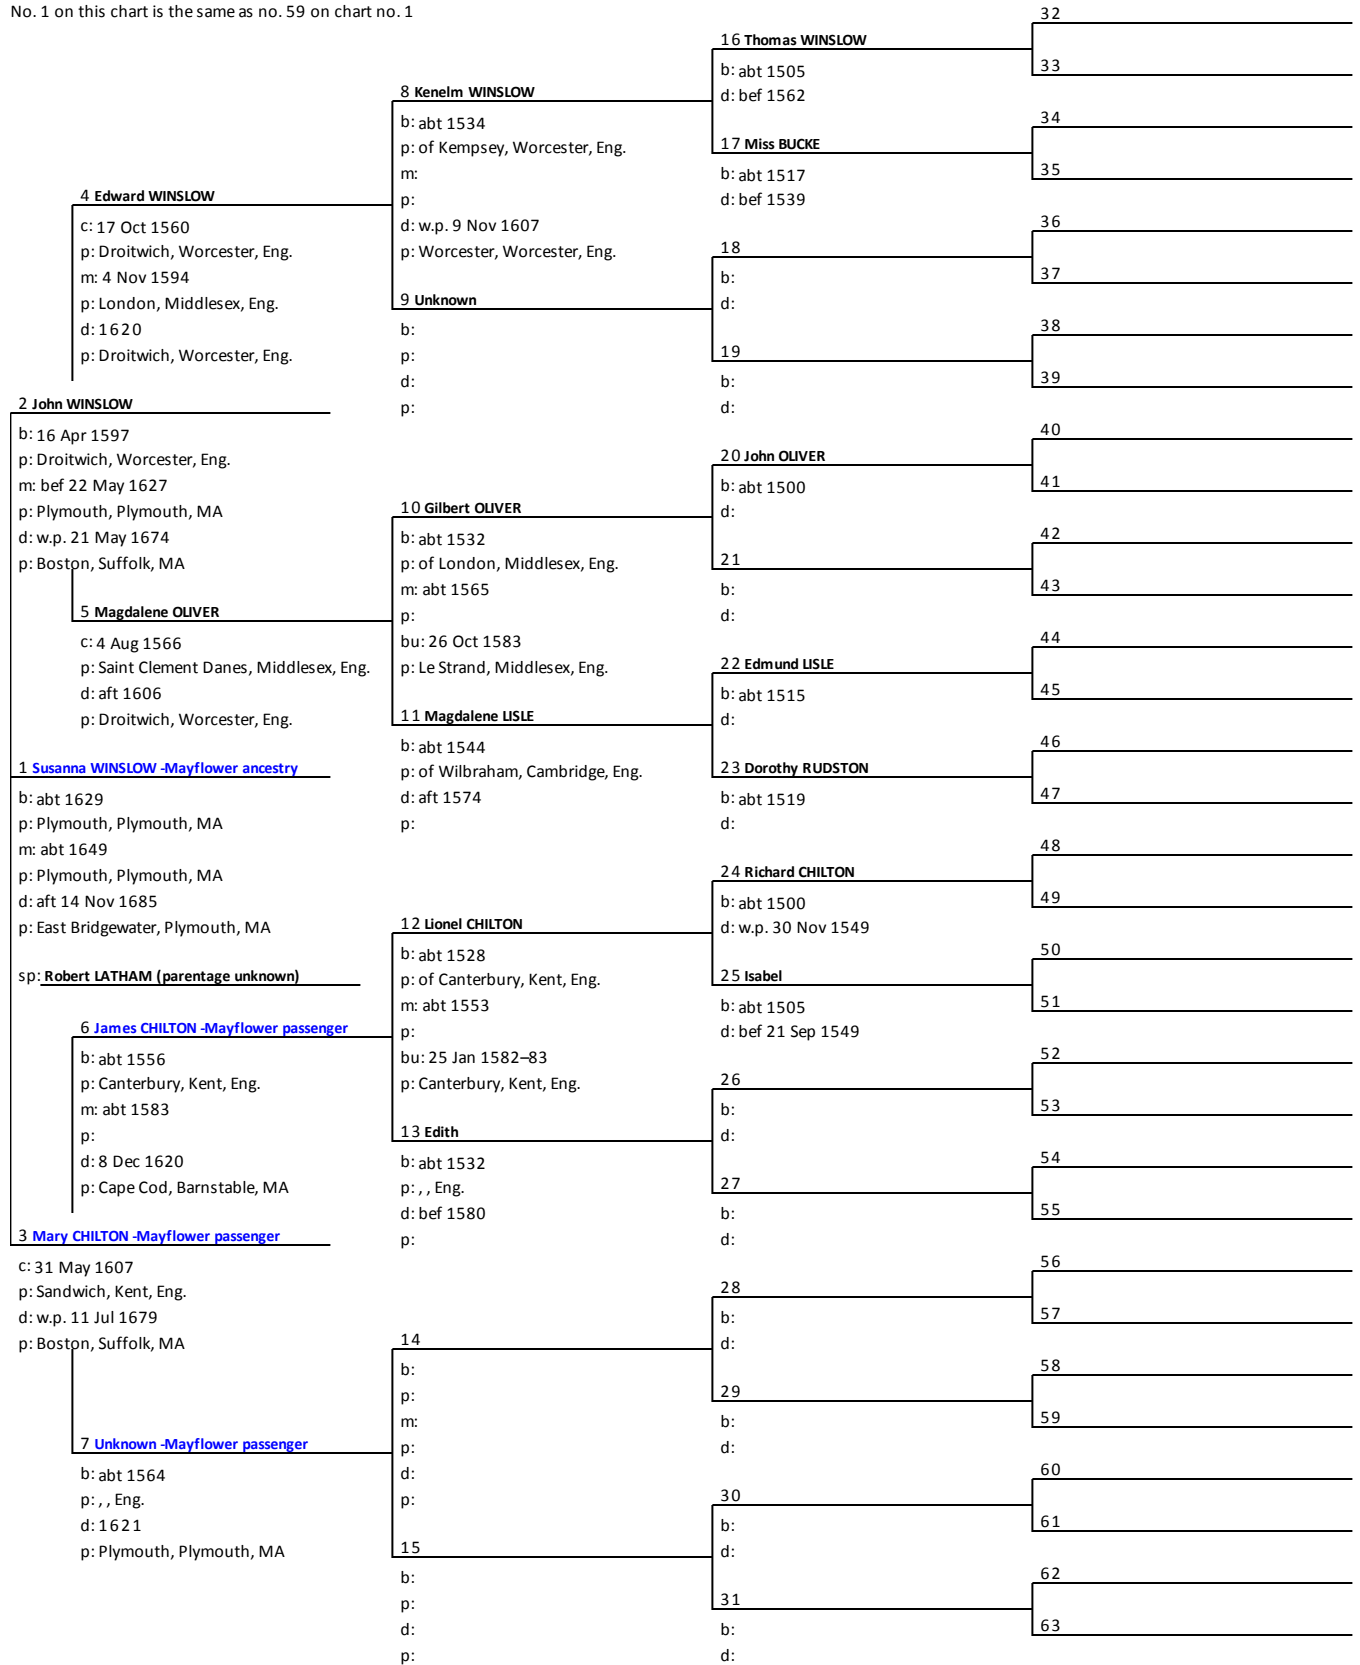 No. 1 on this chart is the same as no. 59 on chart no. 1
4 Edward WINSLOW
c: 17 Oct 1560
p: Droitwich, Worcester, Eng.
m: 4 Nov 1594
p: London, Middlesex, Eng.
d: 1620
p: Droitwich, Worcester, Eng.
2 John WINSLOW
b: 16 Apr 1597
p: Droitwich, Worcester, Eng.
m: bef 22 May 1627
p: Plymouth, Plymouth, MA
d: w.p. 21 May 1674
p: Boston, Suffolk, MA
5 Magdalene OLIVER
c: 4 Aug 1566
p: Saint Clement Danes, Middlesex, Eng.
d: aft 1606
p: Droitwich, Worcester, Eng.
1 Susanna WINSLOW -Mayflower ancestry
b: abt 1629
p: Plymouth, Plymouth, MA
m: abt 1649
p: Plymouth, Plymouth, MA
d: aft 14 Nov 1685
p: East Bridgewater, Plymouth, MA
sp: Robert LATHAM (parentage unknown)
6 James CHILTON -Mayflower passenger
b: abt 1556
p: Canterbury, Kent, Eng.
m: abt 1583
p:
d: 8 Dec 1620
p: Cape Cod, Barnstable, MA
3 Mary CHILTON -Mayflower passenger
c: 31 May 1607
p: Sandwich, Kent, Eng.
d: w.p. 11 Jul 1679
p: Boston, Suffolk, MA
7 Unknown -Mayflower passenger
b: abt 1564
p: , , Eng.
d: 1621
p: Plymouth, Plymouth, MA
8 Kenelm WINSLOW
b: abt 1534
p: of Kempsey, Worcester, Eng.
m:
p:
d: w.p. 9 Nov 1607
p: Worcester, Worcester, Eng.
9 Unknown
b:
p:
d:
p:
10 Gilbert OLIVER
b: abt 1532
p: of London, Middlesex, Eng.
m: abt 1565
p:
bu: 26 Oct 1583
p: Le Strand, Middlesex, Eng.
11 Magdalene LISLE
b: abt 1544
p: of Wilbraham, Cambridge, Eng.
d: aft 1574
p:
12 Lionel CHILTON
b: abt 1528
p: of Canterbury, Kent, Eng.
m: abt 1553
p:
bu: 25 Jan 1582–83
p: Canterbury, Kent, Eng.
13 Edith
b: abt 1532
p: , , Eng.
d: bef 1580
p:
14
b:
p:
m:
p:
d:
p:
15
b:
p:
d:
p:
16 Thomas WINSLOW
b: abt 1505
d: bef 1562
17 Miss BUCKE
b: abt 1517
d: bef 1539
18
b:
d:
19
b:
d:
20 John OLIVER
b: abt 1500
d:
21
b:
d:
22 Edmund LISLE
b: abt 1515
d:
23 Dorothy RUDSTON
b: abt 1519
d:
24 Richard CHILTON
b: abt 1500
d: w.p. 30 Nov 1549
25 Isabel
b: abt 1505
d: bef 21 Sep 1549
26
b:
d:
27
b:
d:
28
b:
d:
29
b:
d:
30
b:
d:
31
b:
d:
32
33
34
35
36
37
38
39
40
41
42
43
44
45
46
47
48
49
50
51
52
53
54
55
56
57
58
59
60
61
62
63